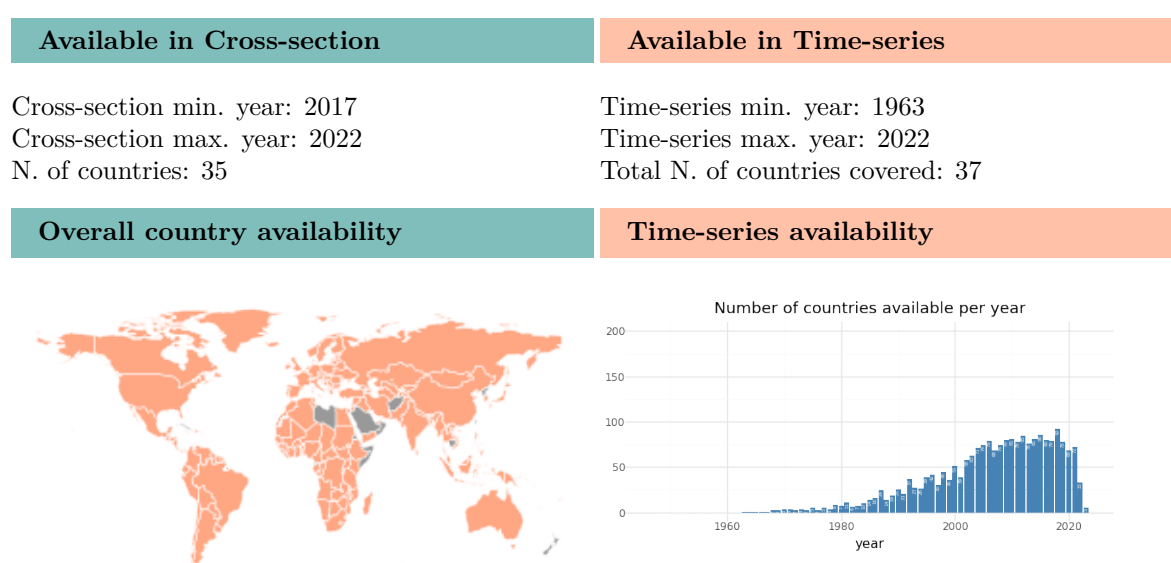 Available in Cross-section
Available in Time-series
Cross-section min. year: 2017
Cross-section max. year: 2022
N. of countries: 35
Time-series min. year: 1963
Time-series max. year: 2022
Total N. of countries covered: 37
Overall country availability
Time-series availability
Number of countries available per year
200
150
100
50
0
1960
1980
2000
2020
year